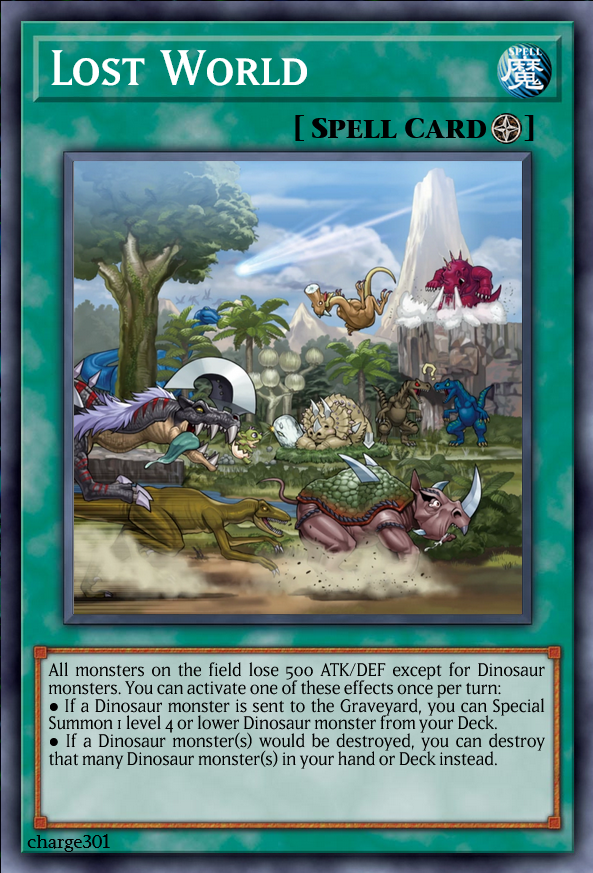 Lost World
SPELL
魔
[ Spell Card ]
?
All monsters on the field lose 500 ATK/DEF except for Dinosaur
monsters. You can activate one of these effects once per turn:
● If a Dinosaur monster is sent to the Graveyard, you can Special
Summon 1 level 4 or lower Dinosaur monster from your Deck.
● If a Dinosaur monster(s) would be destroyed, you can destroy
that many Dinosaur monster(s) in your hand or Deck instead.
charge301